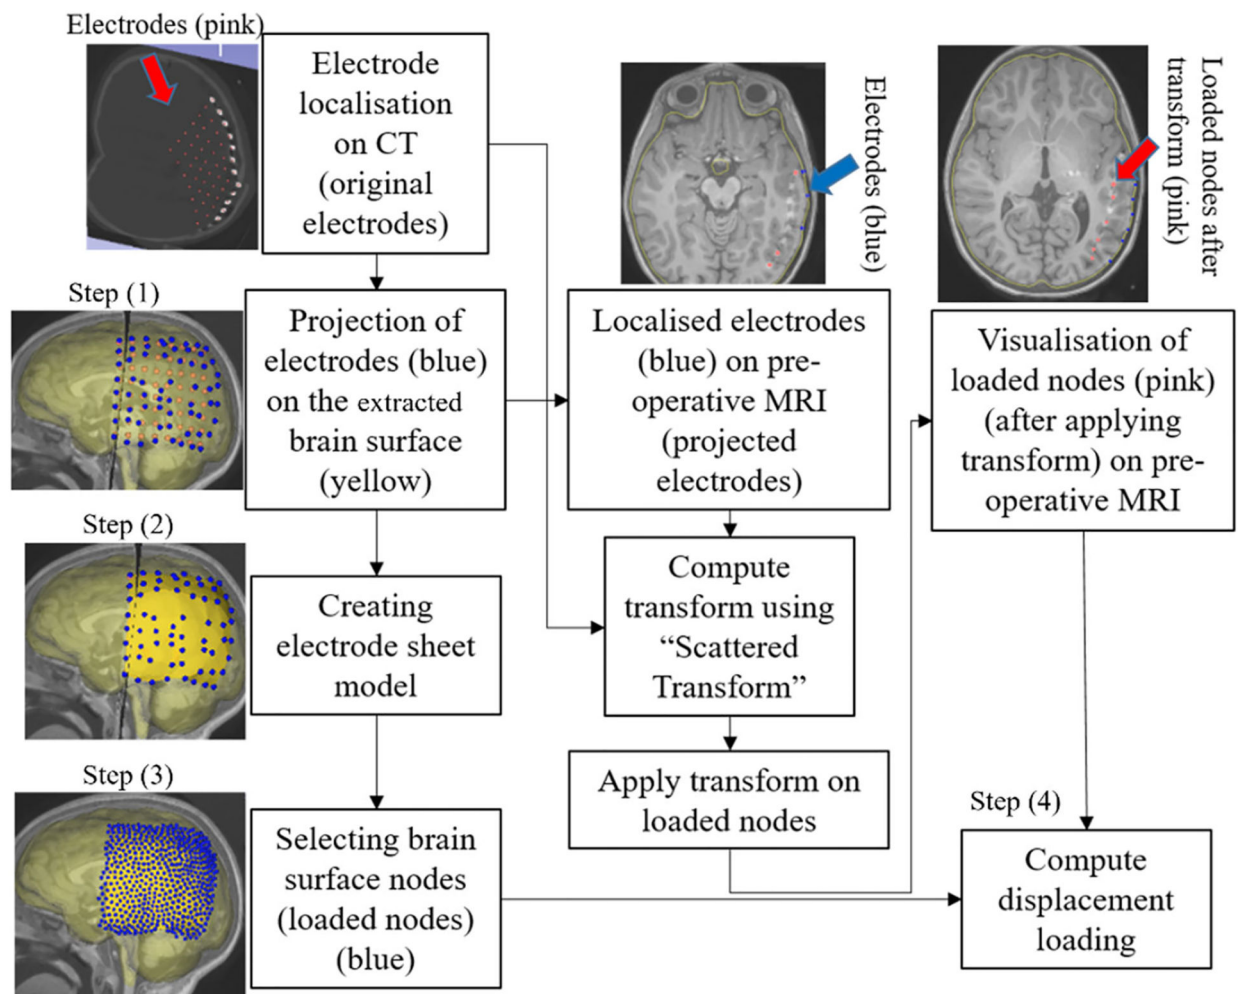 Electrodes (pink)
Electrode
localisation
on CT
(original
electrodes)
Step (1)
Projection of
electrodes (blue)
on the extracted
brain surface
(yellow)
Step (2)
Creating
electrode sheet
model
Step (3)
Selecting brain
surface nodes
(loaded nodes)
(blue)
Electrodes (blue)
Localised electrodes
(blue) on pre-
operative MRI
(projected
electrodes)
Compute
transform using
“Scattered
Transform”
Apply transform on
loaded nodes
Loaded nodes after
transform (pink)
Visualisation of
loaded nodes (pink)
(after applying
transform) on pre-
operative MRI
Step (4)
Compute
displacement
loading